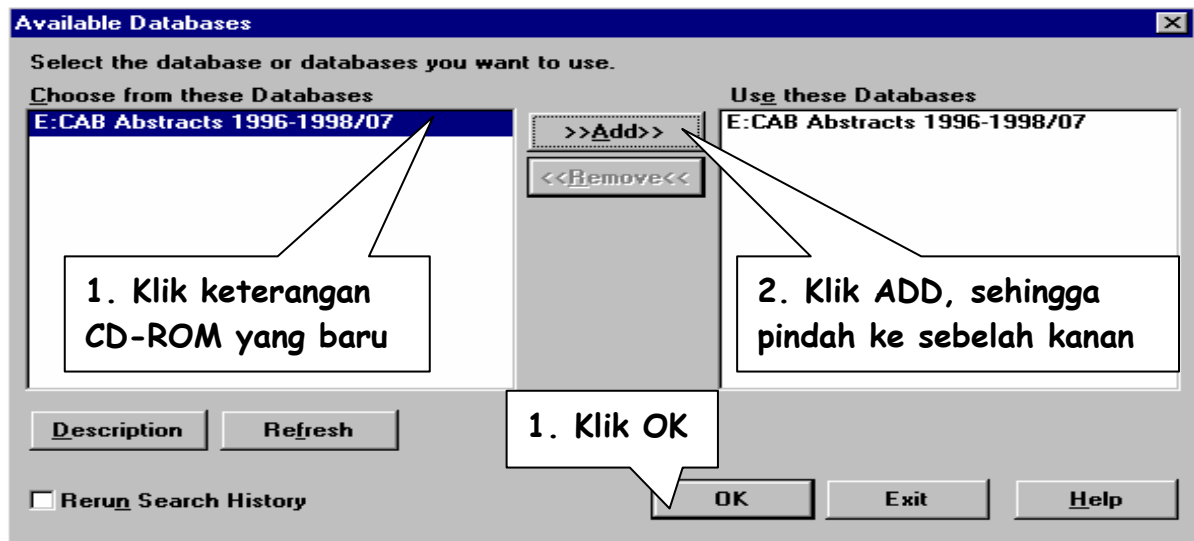 Available Databases
Select the database or databases you want to use.
Choose from these Databases
Use these Databases
E:CAB Abstracts 1996-1998/07
>>Add>>
E:CAB Abstracts 1996-1998/07
<<Remove<<
1. Klik keterangan
CD-ROM yang baru
2. Klik ADD, sehingga
pindah ke sebelah kanan
Description
Refresh
1. Klik OK
Rerun Search History
OK
Exit
Help